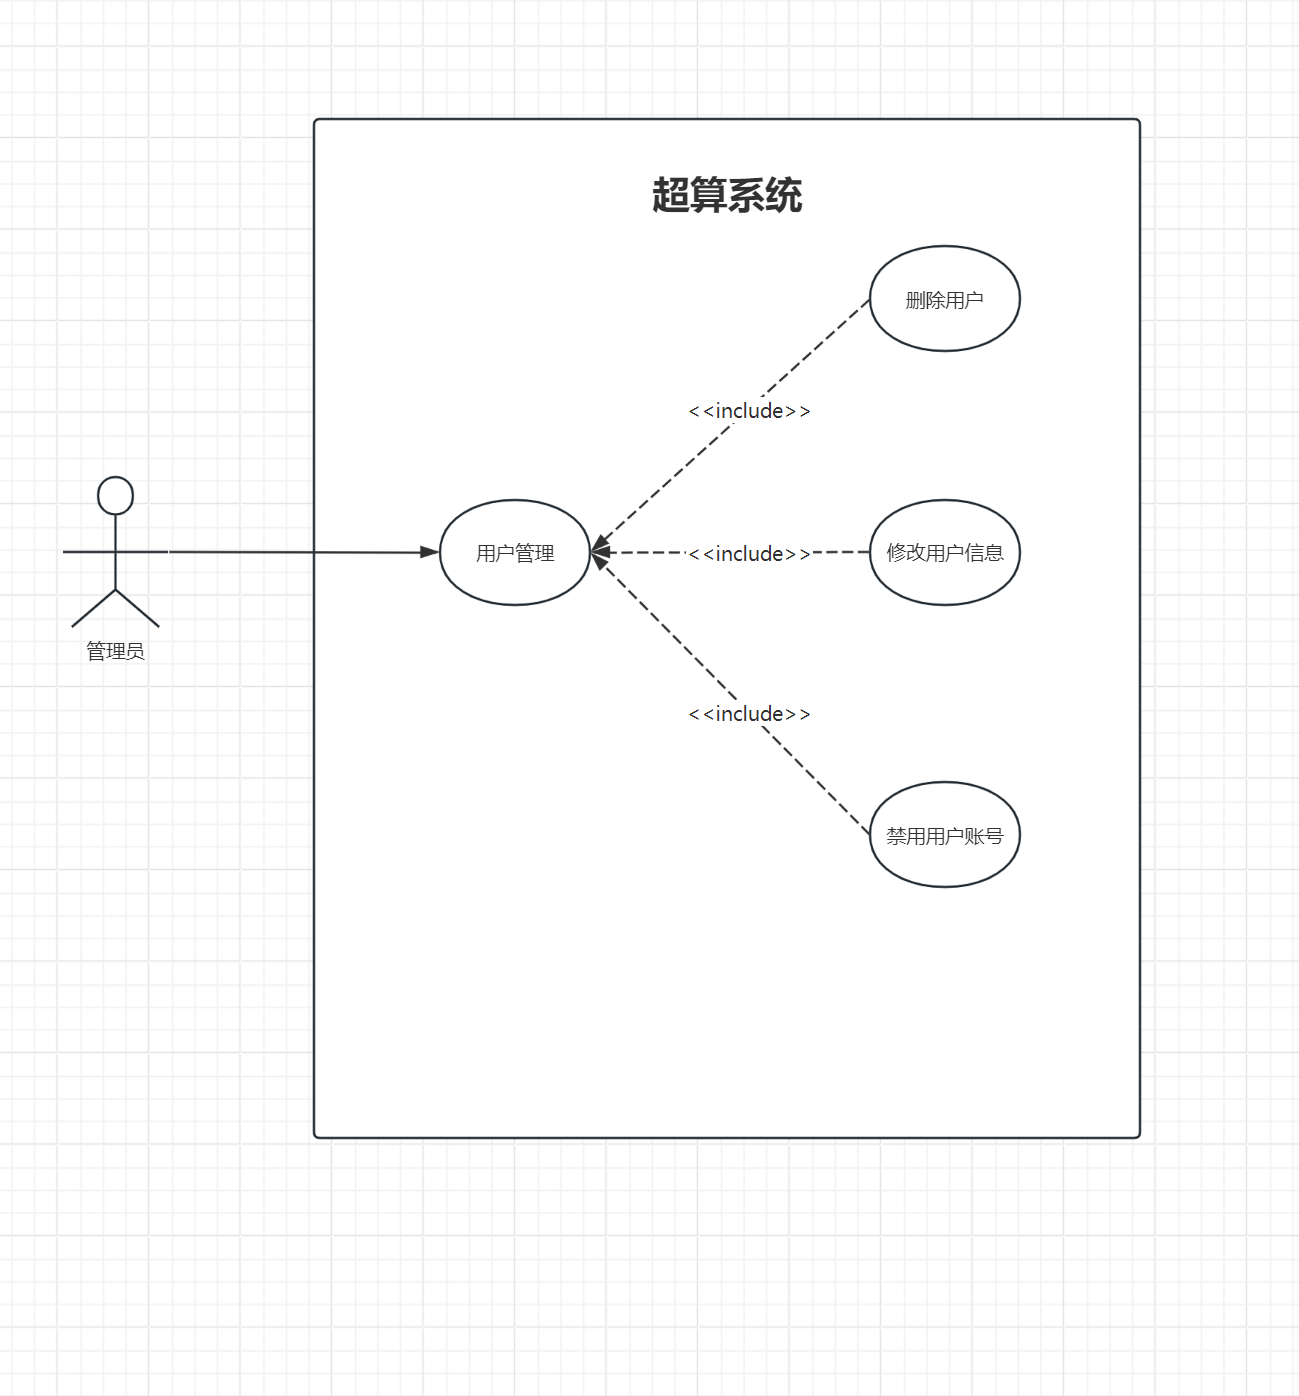 超算系统
删除用户
<<include>>
用户管理
<<include>>
修改用户信息
管理员
<<include>>
禁用用户账号